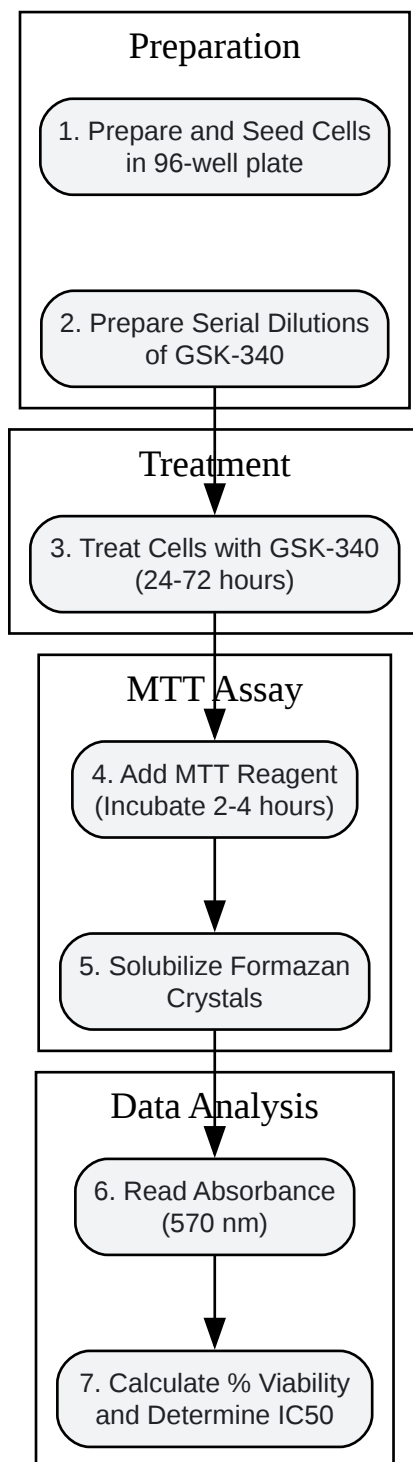 Preparation
1. Prepare and Seed Cells
in 96-well plate
2. Prepare Serial Dilutions
of GSK-340
Treatment
3. Treat Cells with GSK-340
(24-72 hours)
MTT Assay
4. Add MTT Reagent
(Incubate 2-4 hours)
5. Solubilize Formazan
Crystals
Data Analysis
6. Read Absorbance
(570 nm)
7. Calculate % Viability
and Determine IC50